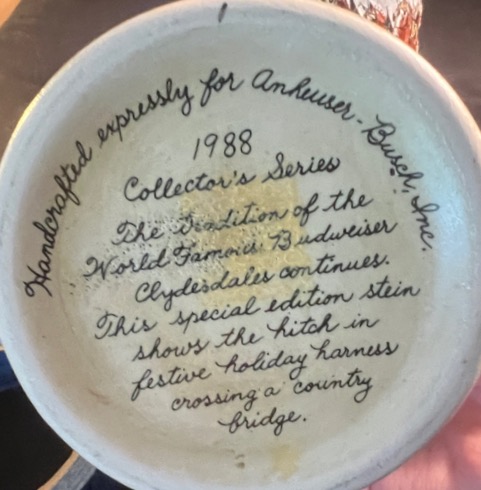 Handcrafted expressly for Anheuser-Busch, Inc.
1988
Collector's Series
The Tradition of the
World Famous Budweiser
Clydesdales continues.
This special edition stein
shows the hitch in
festive holiday harness
crossing a country
bridge.